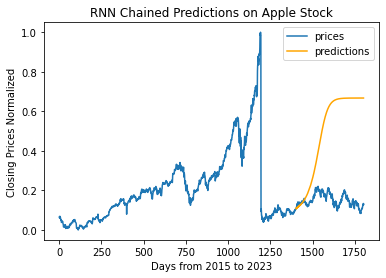 RNN Chained Predictions on Apple Stock
prices
predictions
Closing Prices Normalized
1.0
0.8
0.6
0.4
0.2
0.0
0 250 500 750 1000 1250 1500 1750
Days from 2015 to 2023